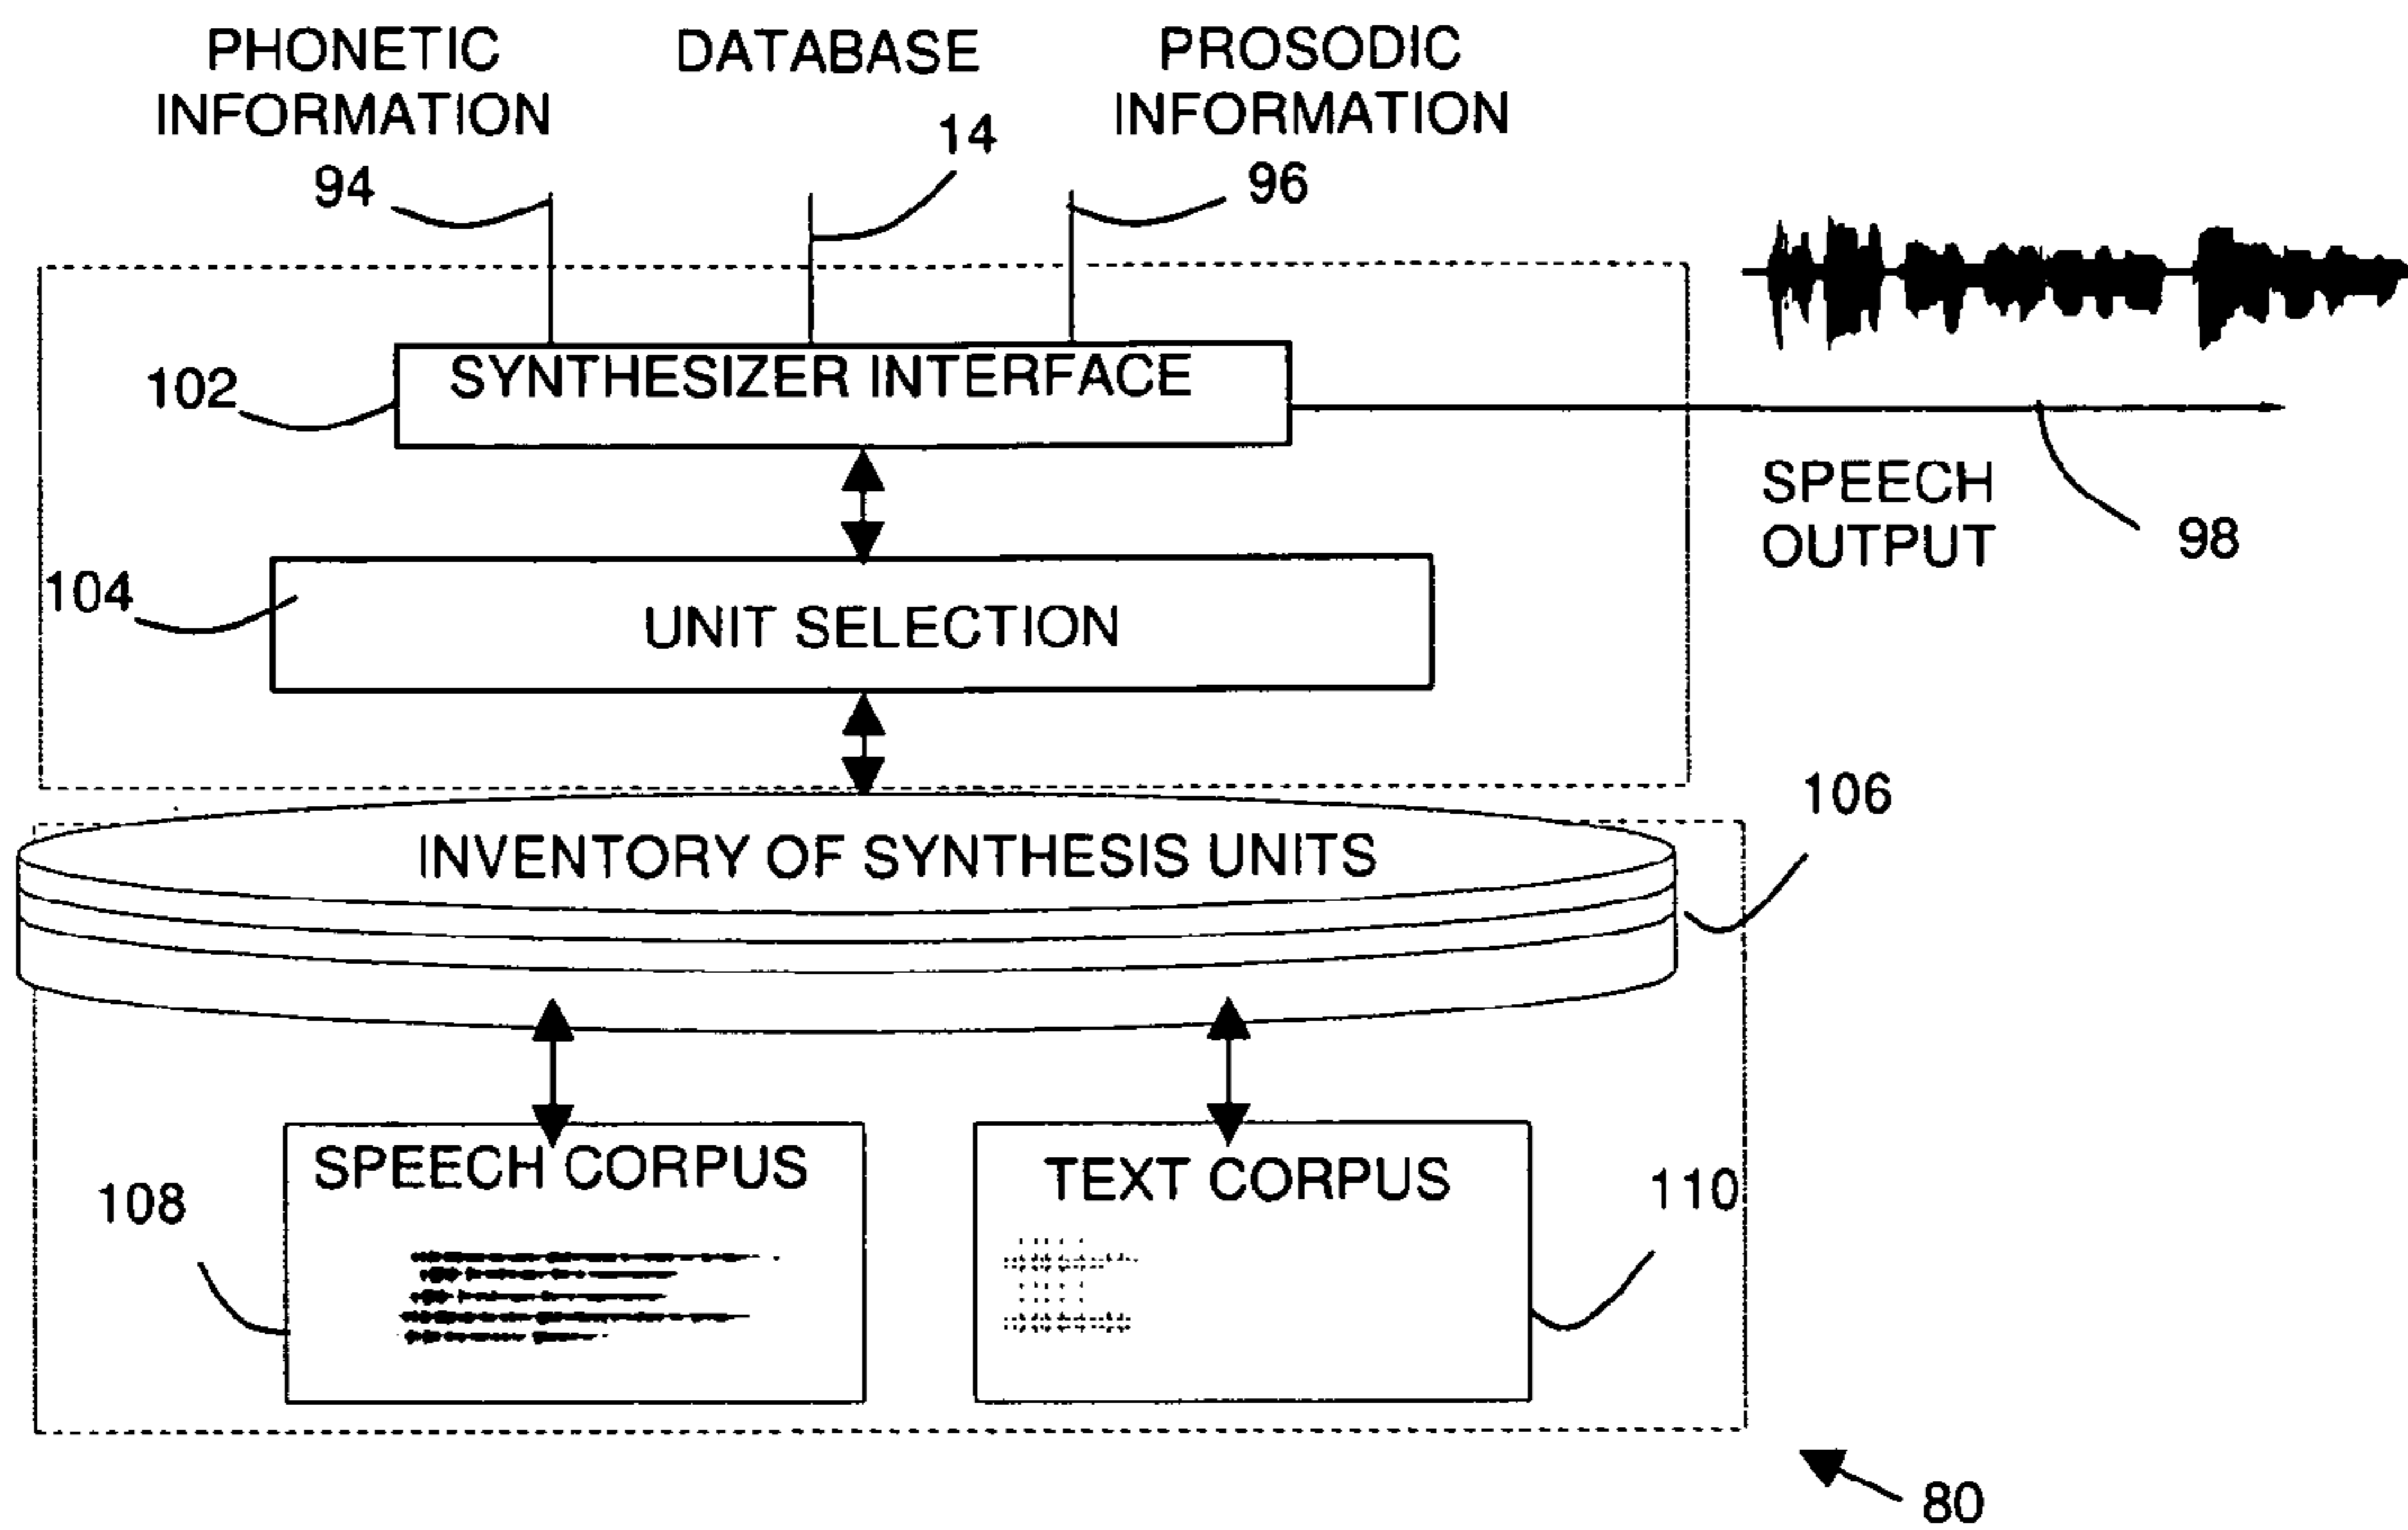 PHONETIC
INFORMATION
94
DATABASE
14
PROSODIC
INFORMATION
96
102
SYNTHESIZER INTERFACE
SPEECH
OUTPUT
98
104
UNIT SELECTION
106
INVENTORY OF SYNTHESIS UNITS
108
SPEECH CORPUS
TEXT CORPUS
110
80